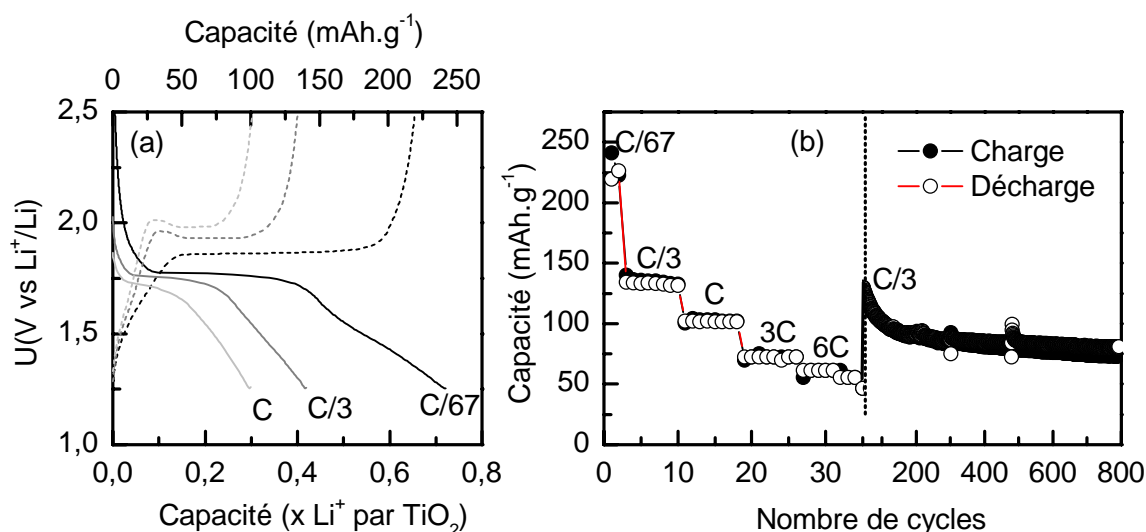 Capacité (mAh.g⁻¹)
0 50 100 150 200 250
2,5
2,0
1,5
1,0
U(V vs Li⁺/Li)
(a)
C
C/3
C/67
0,0 0,2 0,4 0,6 0,8
Capacité (x Li⁺ par TiO₂)
250
200
150
100
50
0
Capacité (mAh.g⁻¹)
C/67
(b)
Charge
Décharge
C/3
C
3C
6C
C/3
0 10 20 30 200 400 600 800
Nombre de cycles